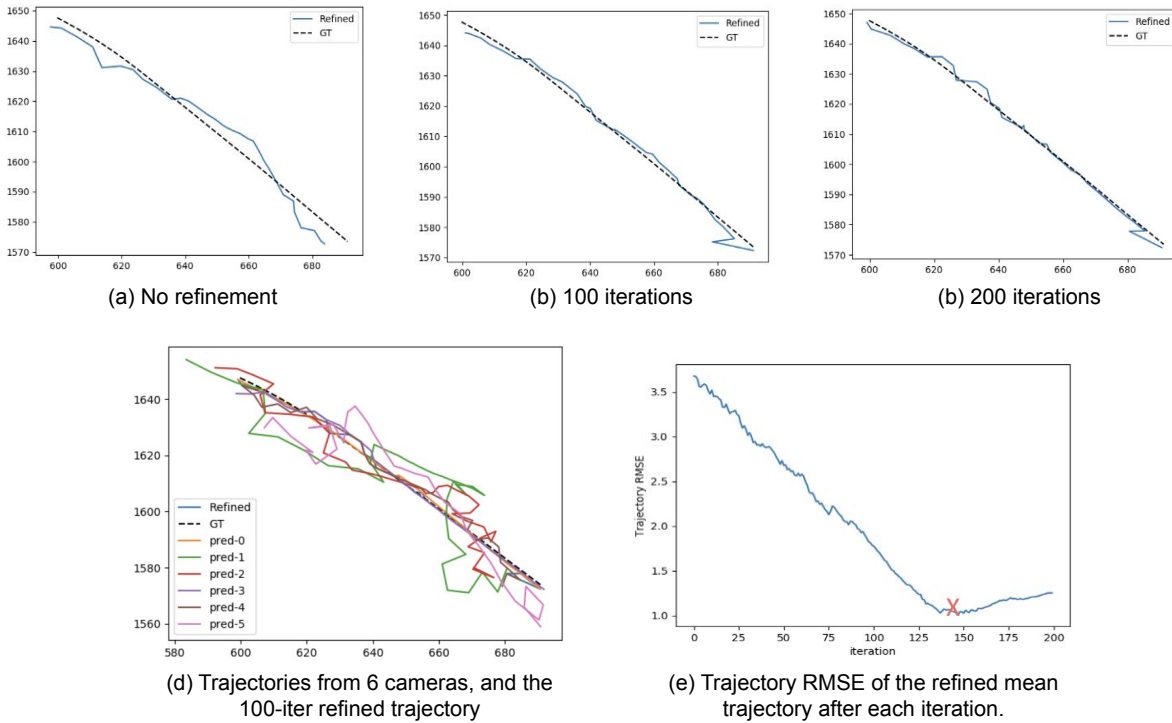 1650
1640
1630
1620
1610
1600
1590
1580
1570
600
620
640
660
680
Refined
GT
(a) No refinement
1650
1640
1630
1620
1610
1600
1590
1580
1570
600
620
640
660
680
Refined
GT
(b) 100 iterations
1650
1640
1630
1620
1610
1600
1590
1580
1570
600
620
640
660
680
Refined
GT
(b) 200 iterations
1640
1620
1600
1580
1560
580
600
620
640
660
680
Refined
GT
pred-0
pred-1
pred-2
pred-3
pred-4
pred-5
(d) Trajectories from 6 cameras, and the
100-iter refined trajectory
Trajectory RMSE
3.5
3.0
2.5
2.0
1.5
1.0
X
0
25
50
75
100
125
150
175
200
iteration
(e) Trajectory RMSE of the refined mean
trajectory after each iteration.